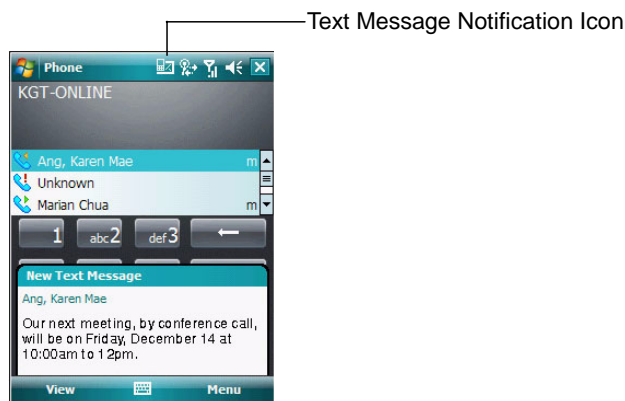 Text Message Notification Icon
Phone
KGT-ONLINE
Ang, Karen Mae m
Unknown
Marian Chua m
1 abc2 def3
New Text Message
Ang, Karen Mae
Our next meeting, by conference call,
will be on Friday, December 14 at
10:00am to 12pm.
View Menu